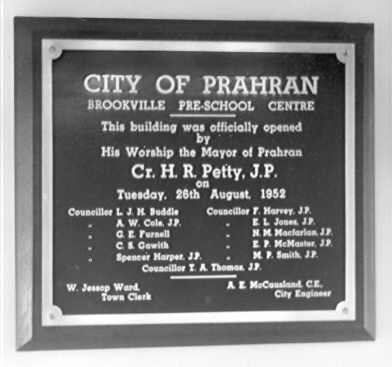 CITY OF PRAHRAN
BROOKVILLE PRE-SCHOOL CENTRE
This building was officially opened
by
His Worship the Mayor of Prahran
Cr. H. R. Petty, J.P.
on
Tuesday, 26th August, 1952
Councillor L. J. H. Buddle Councillor F. Harvey, J.P.
„ A. W. Cole, J.P. „ E. L. Jones, J.P.
„ G. E. Furnell „ N. M. Macfarlan, J.P.
„ C. S. Gawith „ E. P. McMaster, J.P.
Spencer Harper, J.P. „ M. P. Smith, J.P.
Councillor T. A. Thomas, J.P.
W. Jessop Ward, A. E. McCausland, C.E.,
Town Clerk City Engineer